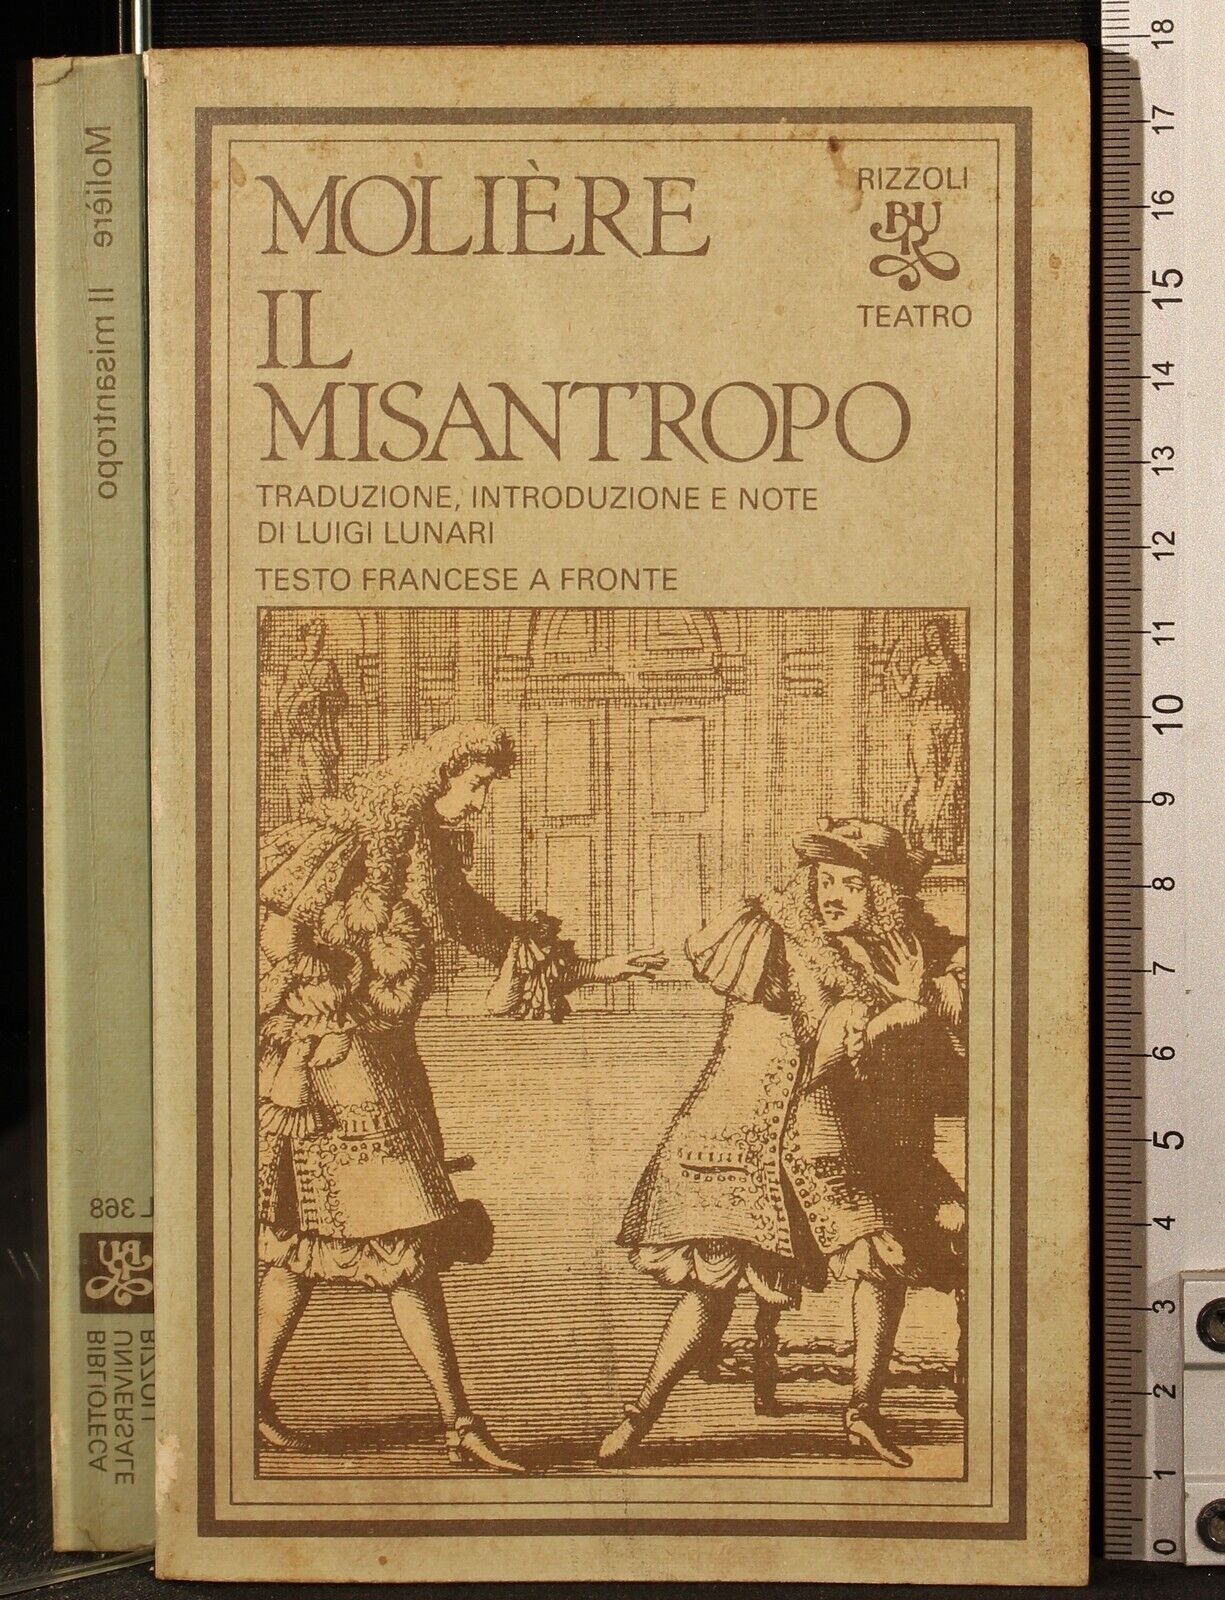 MOLIÈRE
IL
MISANTROPO
TRADUZIONE, INTRODUZIONE E NOTE
DI LUIGI LUNARI
TESTO FRANCESE A FRONTE
RIZZOLI
BUR
TEATRO
Molière Il misantropo
L 368
BUR
BIBLIOTECA
UNIVERSALE
RIZZOLI
18
17
16
15
14
13
12
11
10
9
8
7
6
5
4
3
2
1
0